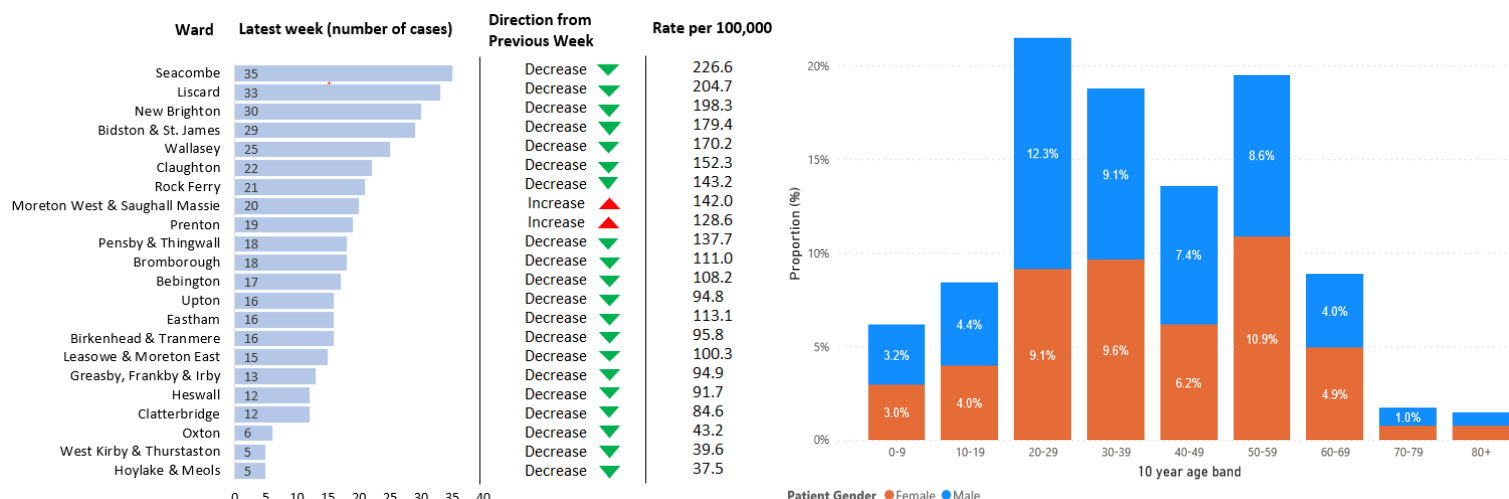 Ward Latest week (number of cases) Direction from Previous Week Rate per 100,000
Seacombe 35 Decrease 226.6
Liscard 33 Decrease 204.7
New Brighton 30 Decrease 198.3
Bidston & St. James 29 Decrease 179.4
Wallasey 25 Decrease 170.2
Claughton 22 Decrease 152.3
Rock Ferry 21 Decrease 143.2
Moreton West & Saughall Massie 20 Increase 142.0
Prenton 19 Increase 128.6
Pensby & Thingwall 18 Decrease 137.7
Bromborough 18 Decrease 111.0
Bebington 17 Decrease 108.2
Upton 16 Decrease 94.8
Eastham 16 Decrease 113.1
Birkenhead & Tranmere 16 Decrease 95.8
Leasowe & Moreton East 15 Decrease 100.3
Greasby, Frankby & Irby 13 Decrease 94.9
Heswall 12 Decrease 91.7
Clatterbridge 12 Decrease 84.6
Oxton 6 Decrease 43.2
West Kirby & Thurstaston 5 Decrease 39.6
Hoylake & Meols 5 Decrease 37.5
0 5 10 15 20 25 30 35 40
Proportion (%)
20%
15%
10%
5%
0%
3.2% 4.4% 12.3% 9.1% 7.4% 8.6% 4.0% 1.0%
3.0% 4.0% 9.1% 9.6% 6.2% 10.9% 4.9%
0-9 10-19 20-29 30-39 40-49 50-59 60-69 70-79 80+
10 year age band
Patient Gender Female Male